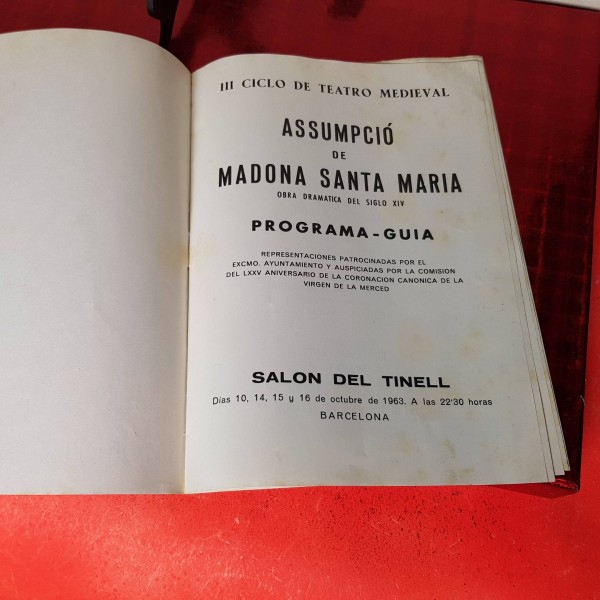 III CICLO DE TEATRO MEDIEVAL
ASSUMPCIÓ
DE
MADONA SANTA MARIA
OBRA DRAMATICA DEL SIGLO XIV
PROGRAMA-GUIA
REPRESENTACIONES PATROCINADAS POR EL
EXCMO. AYUNTAMIENTO Y AUSPICIADAS POR LA COMISION
DEL LXXV ANIVERSARIO DE LA CORONACION CANONICA DE LA
VIRGEN DE LA MERCED
SALON DEL TINELL
Días 10, 14, 15 y 16 de octubre de 1963. A las 22'30 horas
BARCELONA